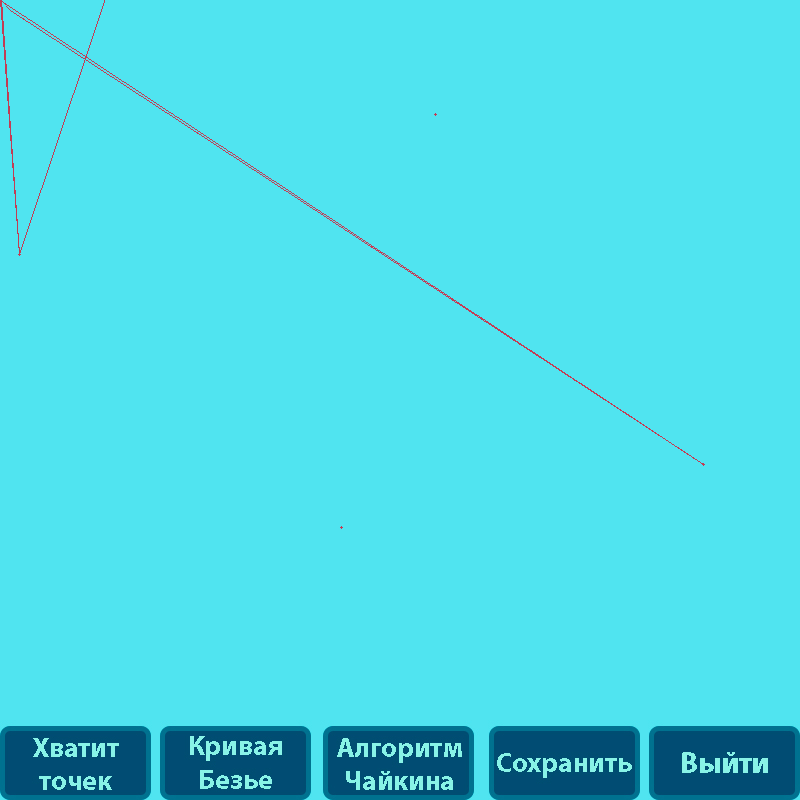 Хватит
точек
Кривая
Безье
Алгоритм
Чайкина
Сохранить
Выйти